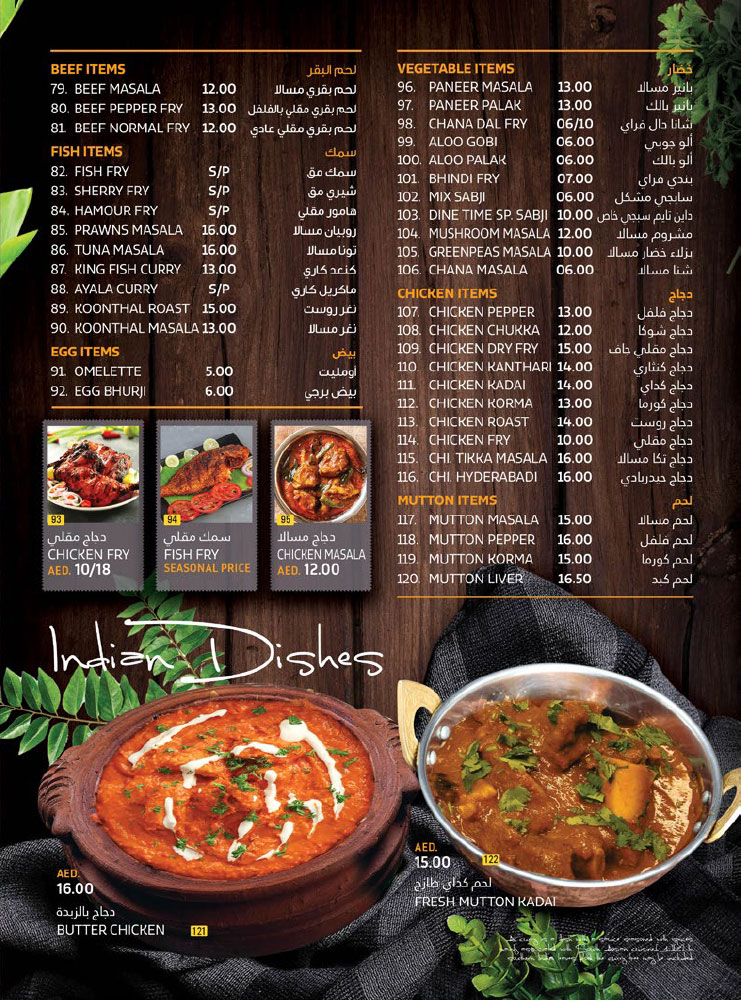 BEEF ITEMS لحم البقر
79. BEEF MASALA 12.00 لحم بقري مسالا
80. BEEF PEPPER FRY 13.00 لحم بقري مقلي بالفلفل
81. BEEF NORMAL FRY 12.00 لحم بقري مقلي عادي
FISH ITEMS سمك
82. FISH FRY S/P سمك مق
83. SHERRY FRY S/P شيري مق
84. HAMOUR FRY S/P هامور مقلي
85. PRAWNS MASALA 16.00 روبيان مسالا
86. TUNA MASALA 16.00 تونا مسالا
87. KING FISH CURRY 13.00 كنعد كاري
88. AYALA CURRY S/P ماكريل كاري
89. KOONTHAL ROAST 15.00 نغر روست
90. KOONTHAL MASALA 13.00 نغر مسالا
EGG ITEMS بيض
91. OMELETTE 5.00 أومليت
92. EGG BHURJI 6.00 بيض برجي
93
دجاج مقلي
CHICKEN FRY
AED. 10/18
94
سمك مقلي
FISH FRY
SEASONAL PRICE
95
دجاج مسالا
CHICKEN MASALA
AED. 12.00
VEGETABLE ITEMS خضار
96. PANEER MASALA 13.00 بانير مسالا
97. PANEER PALAK 13.00 بانير بالك
98. CHANA DAL FRY 06/10 شانا دال فراي
99. ALOO GOBI 06.00 ألو جوبي
100. ALOO PALAK 06.00 ألو بالك
101. BHINDI FRY 07.00 بندي فراي
102. MIX SABJI 06.00 سابجي مشكل
103. DINE TIME SP. SABJI 10.00 داين تايم سبجي خاص
104. MUSHROOM MASALA 12.00 مشروم مسالا
105. GREENPEAS MASALA 10.00 بزلاء خضار مسالا
106. CHANA MASALA 06.00 شنا مسالا
CHICKEN ITEMS دجاج
107. CHICKEN PEPPER 13.00 دجاج فلفل
108. CHICKEN CHUKKA 12.00 دجاج شوكا
109. CHICKEN DRY FRY 15.00 دجاج مقلي جاف
110. CHICKEN KANTHARI 14.00 دجاج كنثاري
111. CHICKEN KADAI 14.00 دجاج كداي
112. CHICKEN KORMA 13.00 دجاج كورما
113. CHICKEN ROAST 14.00 دجاج روست
114. CHICKEN FRY 10.00 دجاج مقلي
115. CHI. TIKKA MASALA 16.00 دجاج تكا مسالا
116. CHI. HYDERABADI 16.00 دجاج حيدربادي
MUTTON ITEMS لحم
117. MUTTON MASALA 15.00 لحم مسالا
118. MUTTON PEPPER 16.00 لحم فلفل
119. MUTTON KORMA 15.00 لحم كورما
120. MUTTON LIVER 16.50 لحم كبد
Indian Dishes
AED.
16.00
دجاج بالزبدة
BUTTER CHICKEN 121
AED.
15.00 122
لحم كداي طازج
FRESH MUTTON KADAI